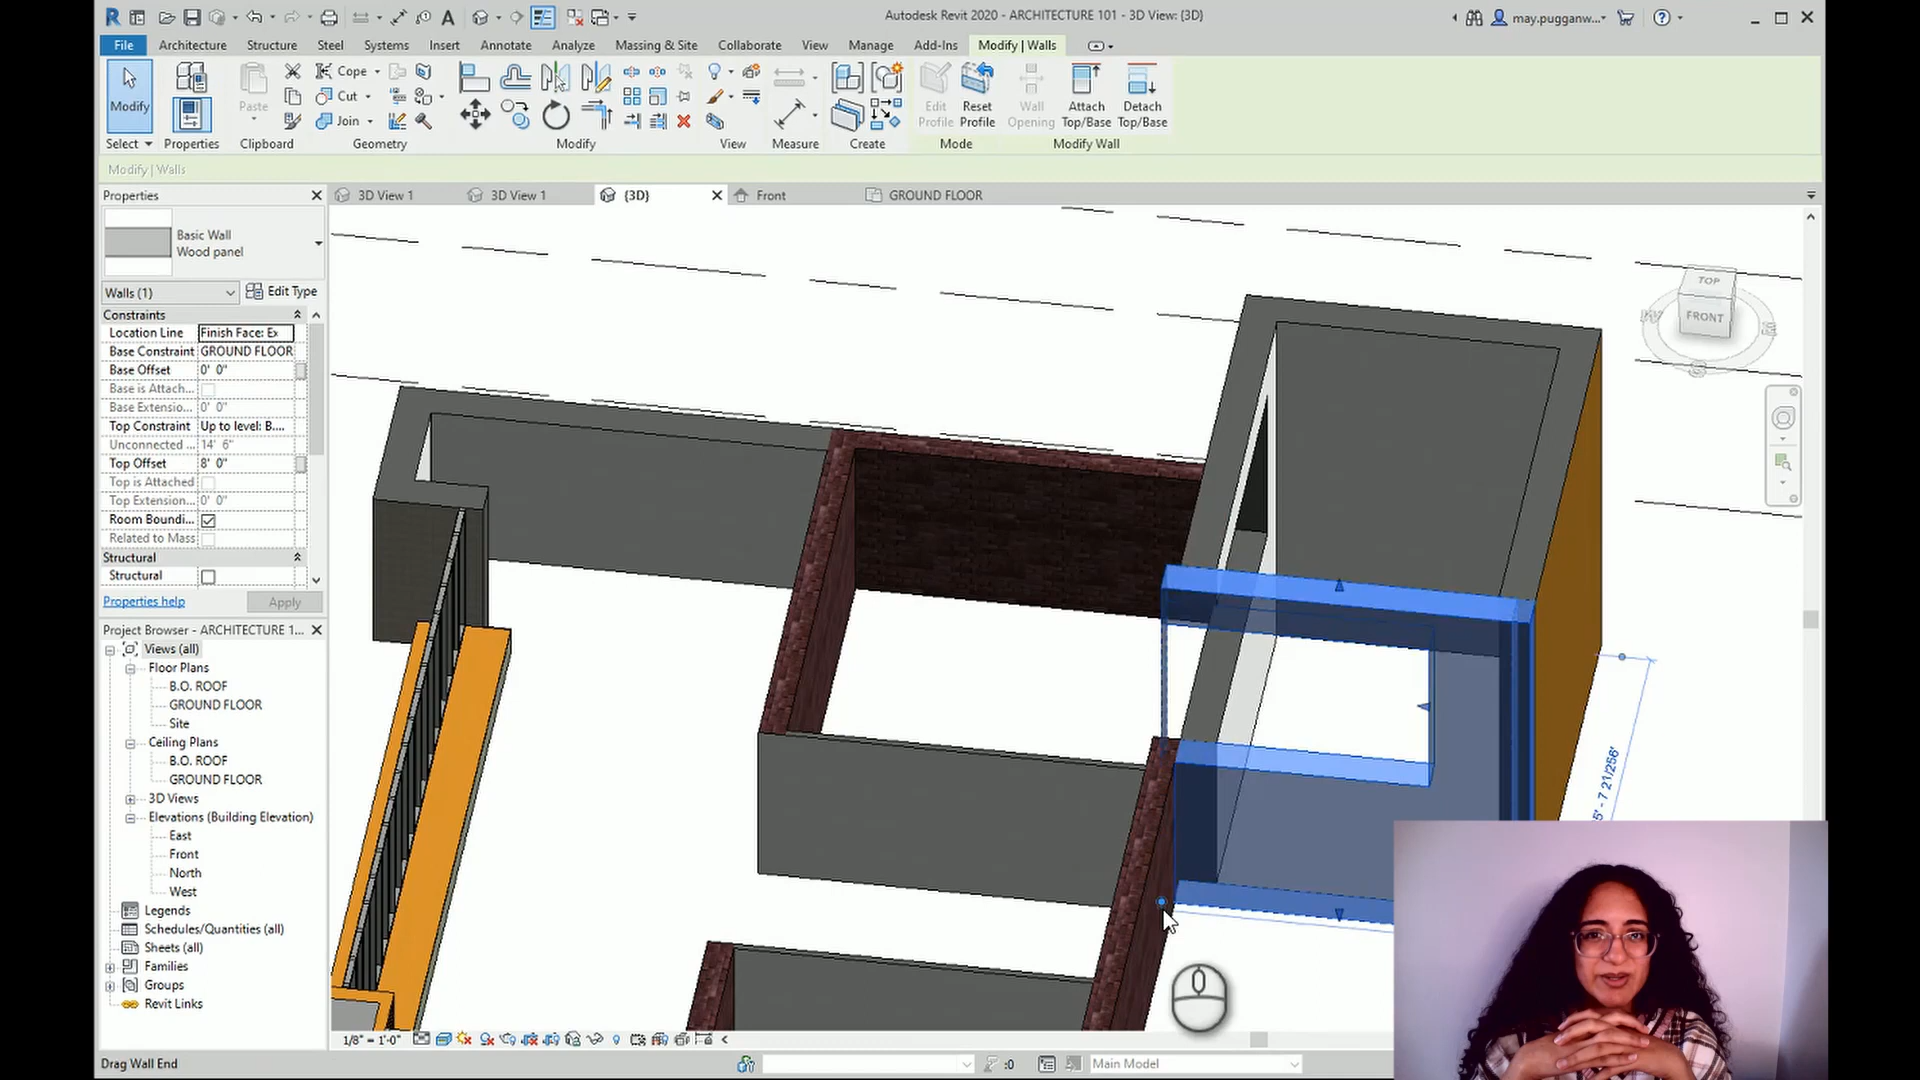 Autodesk Revit 2020 - ARCHITECTURE 101 - 3D View: {3D}
may.pugganw...
File Architecture Structure Steel Systems Insert Annotate Analyze Massing & Site Collaborate View Manage Add-Ins Modify | Walls
Modify
Paste
Cope
Cut
Join
Edit Profile
Reset Profile
Wall Opening
Attach Top/Base
Detach Top/Base
Select Properties Clipboard Geometry Modify View Measure Create Mode Modify Wall
Modify | Walls
Properties
3D View 1
3D View 1
{3D}
Front
GROUND FLOOR
Basic Wall
Wood panel
Walls (1)
Edit Type
Constraints
Location Line Finish Face: Ex
Base Constraint GROUND FLOOR
Base Offset 0' 0"
Base is Attach...
Base Extensio... 0' 0"
Top Constraint Up to level: B....
Unconnected ... 14' 6"
Top Offset 8' 0"
Top is Attached
Top Extension... 0' 0"
Room Boundi...
Related to Mass
Structural
Structural
Properties help
Apply
Project Browser - ARCHITECTURE 1...
Views (all)
Floor Plans
B.O. ROOF
GROUND FLOOR
Site
Ceiling Plans
B.O. ROOF
GROUND FLOOR
3D Views
Elevations (Building Elevation)
East
Front
North
West
Legends
Schedules/Quantities (all)
Sheets (all)
Families
Groups
Revit Links
TOP
FRONT
5' - 7 21/256"
1/8" = 1'-0"
Drag Wall End
:0
Main Model